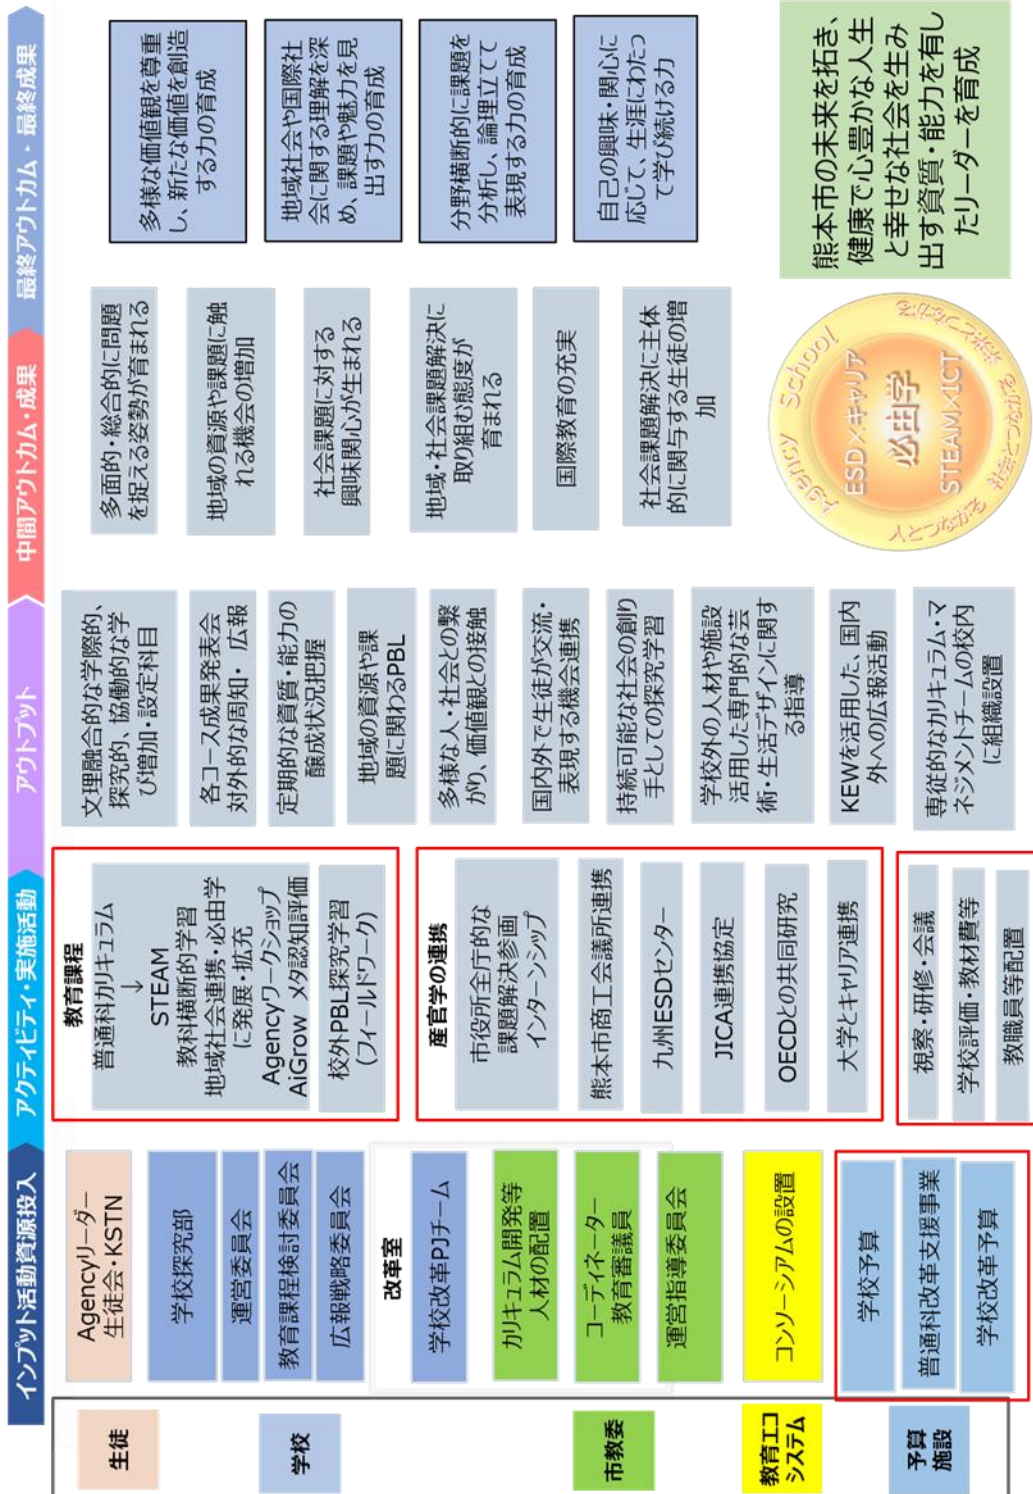 インプット活動資源投入
アクティビティ・実施活動
アウトプット
中間アウトカム・成果
最終アウトカム・最終成果
生徒
学校
市教委
教育エコ
システム
予算
施設
Agencyリーダー
生徒会・KSTN
学校探究部
運営委員会
教育課程検討委員会
広報戦略委員会
改革室
学校改革PJチーム
カリキュラム開発等
人材の配置
コーディネーター
教育審議員
運営指導委員会
コンソーシアムの設置
学校予算
普通科改革支援事業
学校改革予算
教育課程
普通科カリキュラム
↓
STEAM
教科横断的学習
地域社会連携・必由学
に発展・拡充
Agencyワークショップ
AiGrow メタ認知評価
校外PBL探究学習
(フィールドワーク)
産官学の連携
市役所全庁的な
課題解決参画
インターンシップ
熊本市商工会議所連携
九州ESDセンター
JICA連携協定
OECDとの共同研究
大学とキャリア連携
視察・研修・会議
学校評価・教材費等
教職員等配置
文理融合的な学際的、
探究的、協働的な学
び増加・設定科目
各コース成果発表会
対外的な周知・広報
定期的な資質・能力の
醸成状況把握
地域の資源や課
題に関わるPBL
多様な人・社会との繋
がり、価値観との接触
国内外で生徒が交流・
表現する機会連携
持続可能な社会の創り
手としての探究学習
学校外の人材や施設
活用した専門的な芸
術・生活デザインに関す
る指導
KEWを活用した、国内
外への広報活動
専従的なカリキュラム・マ
ネジメントチームの校内
に組織設置
多面的・総合的に問題
を捉える姿勢が育まれる
地域の資源や課題に触
れる機会の増加
社会課題に対する
興味関心が生まれる
地域・社会課題解決に
取り組む態度が
育まれる
国際教育の充実
社会課題解決に主体
的に関与する生徒の増
加
Agency School
ESD×キャリア
必由学
STEAM×ICT
人とつながる 社会とつながる 未来とつながる
多様な価値観を尊重
し、新たな価値を創造
する力の育成
地域社会や国際社
会に関する理解を深
め、課題や魅力を見
出す力の育成
分野横断的に課題を
分析し、論理立てて
表現する力の育成
自己の興味・関心に
応じて、生涯にわたっ
て学び続ける力
熊本市の未来を拓き、
健康で心豊かな人生
と幸せな社会を生み
出す資質・能力を有し
たリーダーを育成